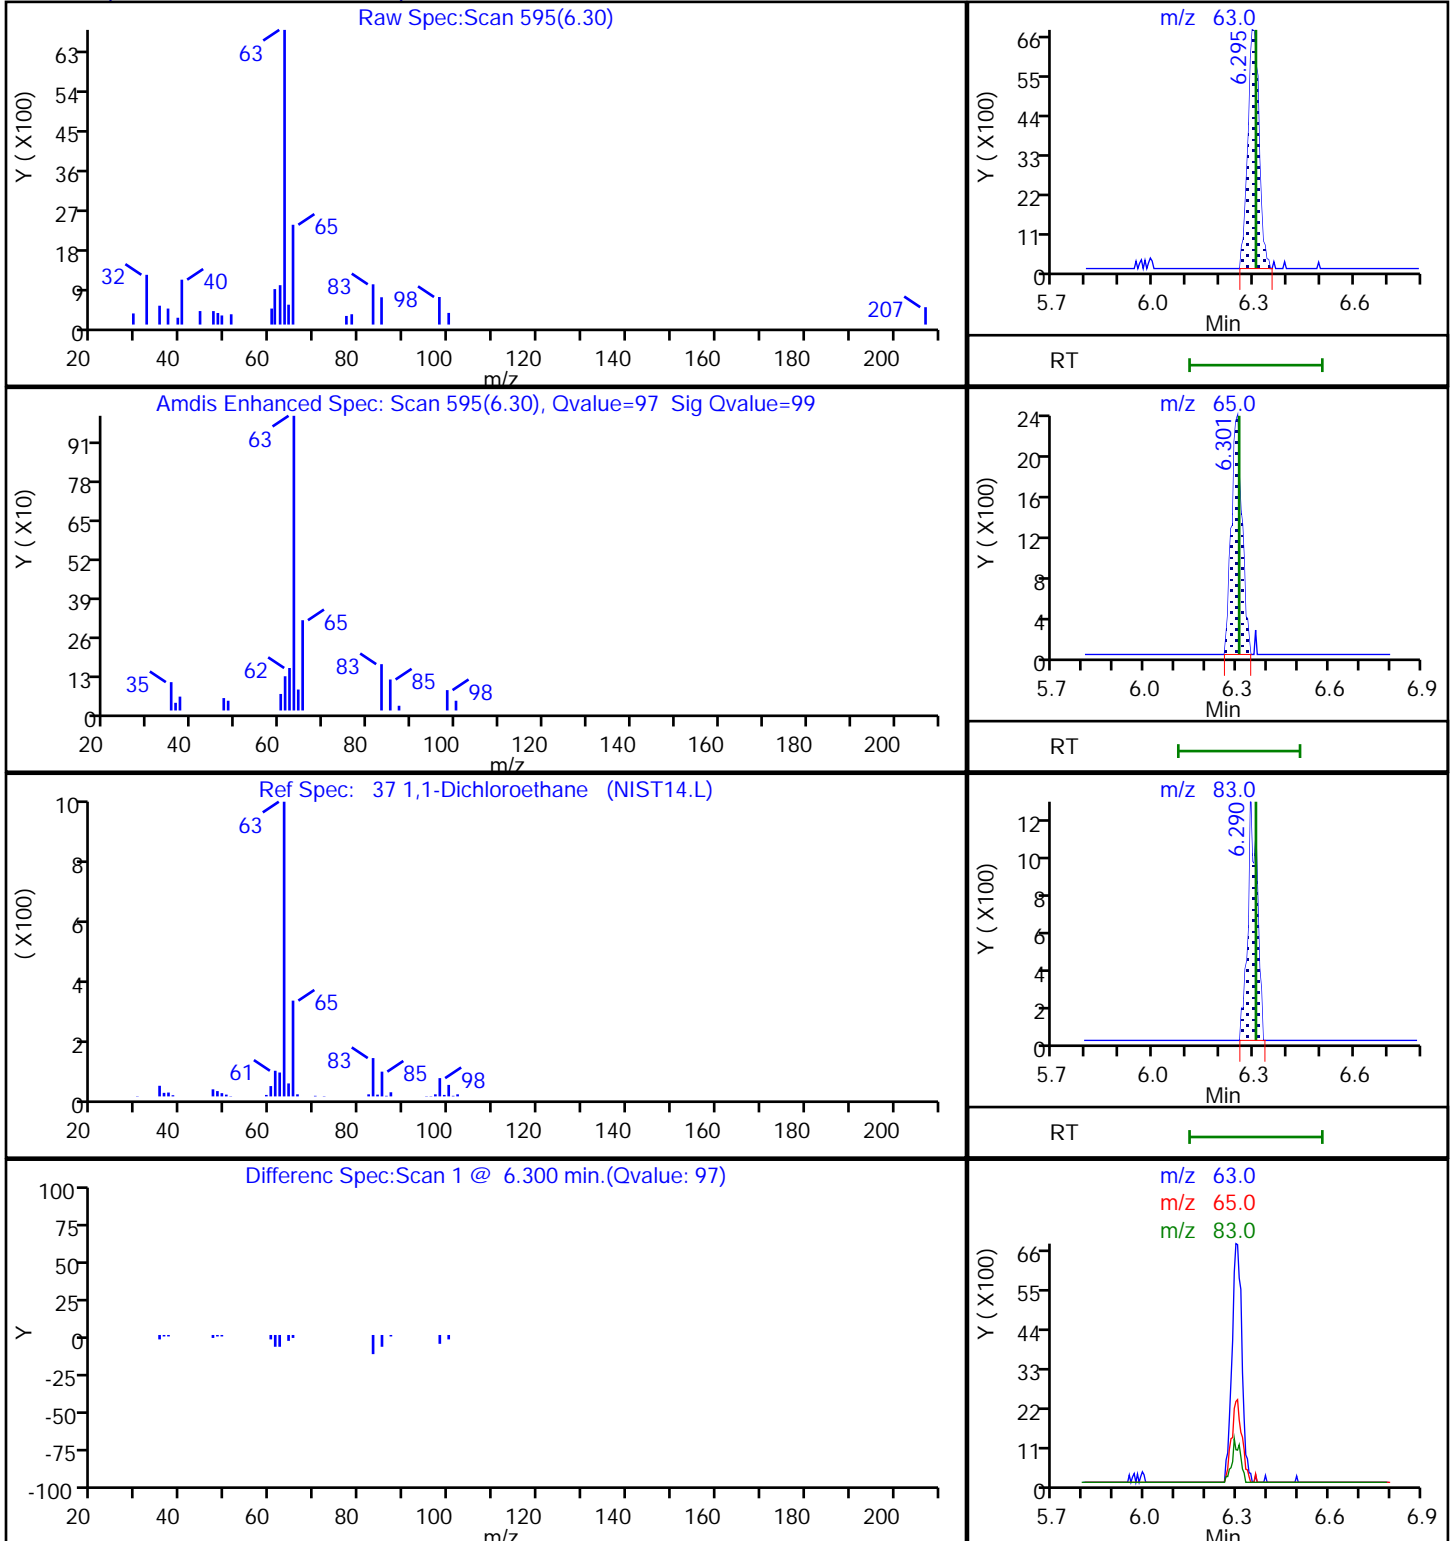 Raw Spec:Scan 595(6.30)
Y ( X100)
63
54
45
36
27
18
9
0
63
65
32
40
83
98
207
20 40 60 80 100 120 140 160 180 200
m/z
m/z 63.0
Y ( X100)
66
55
44
33
22
11
0
6.295
5.7 6.0 6.3 6.6
Min
RT
Amdis Enhanced Spec: Scan 595(6.30), Qvalue=97 Sig Qvalue=99
Y ( X10)
91
78
65
52
39
26
13
0
63
65
62
35
83
85
98
20 40 60 80 100 120 140 160 180 200
m/z
m/z 65.0
Y ( X100)
24
20
16
12
8
4
0
6.301
5.7 6.0 6.3 6.6 6.9
Min
RT
Ref Spec: 37 1,1-Dichloroethane (NIST14.L)
( X100)
10
8
6
4
2
0
63
65
61
83
85
98
20 40 60 80 100 120 140 160 180 200
m/z 83.0
Y ( X100)
12
10
8
6
4
2
0
6.290
5.7 6.0 6.3 6.6
Min
RT
Differenc Spec:Scan 1 @ 6.300 min.(Qvalue: 97)
Y
100
75
50
25
0
-25
-50
-75
-100
20 40 60 80 100 120 140 160 180 200
m/z
m/z 63.0
m/z 65.0
m/z 83.0
Y ( X100)
66
55
44
33
22
11
0
5.7 6.0 6.3 6.6 6.9
Min